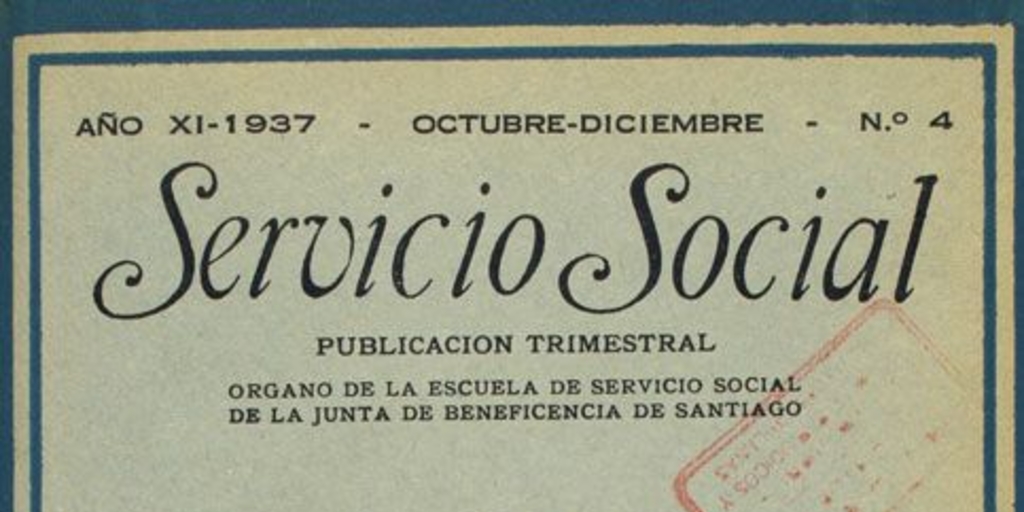 AÑO XI-1937 - OCTUBRE-DICIEMBRE - N.º 4
Servicio Social
PUBLICACION TRIMESTRAL
ORGANO DE LA ESCUELA DE SERVICIO SOCIAL
DE LA JUNTA DE BENEFICENCIA DE SANTIAGO